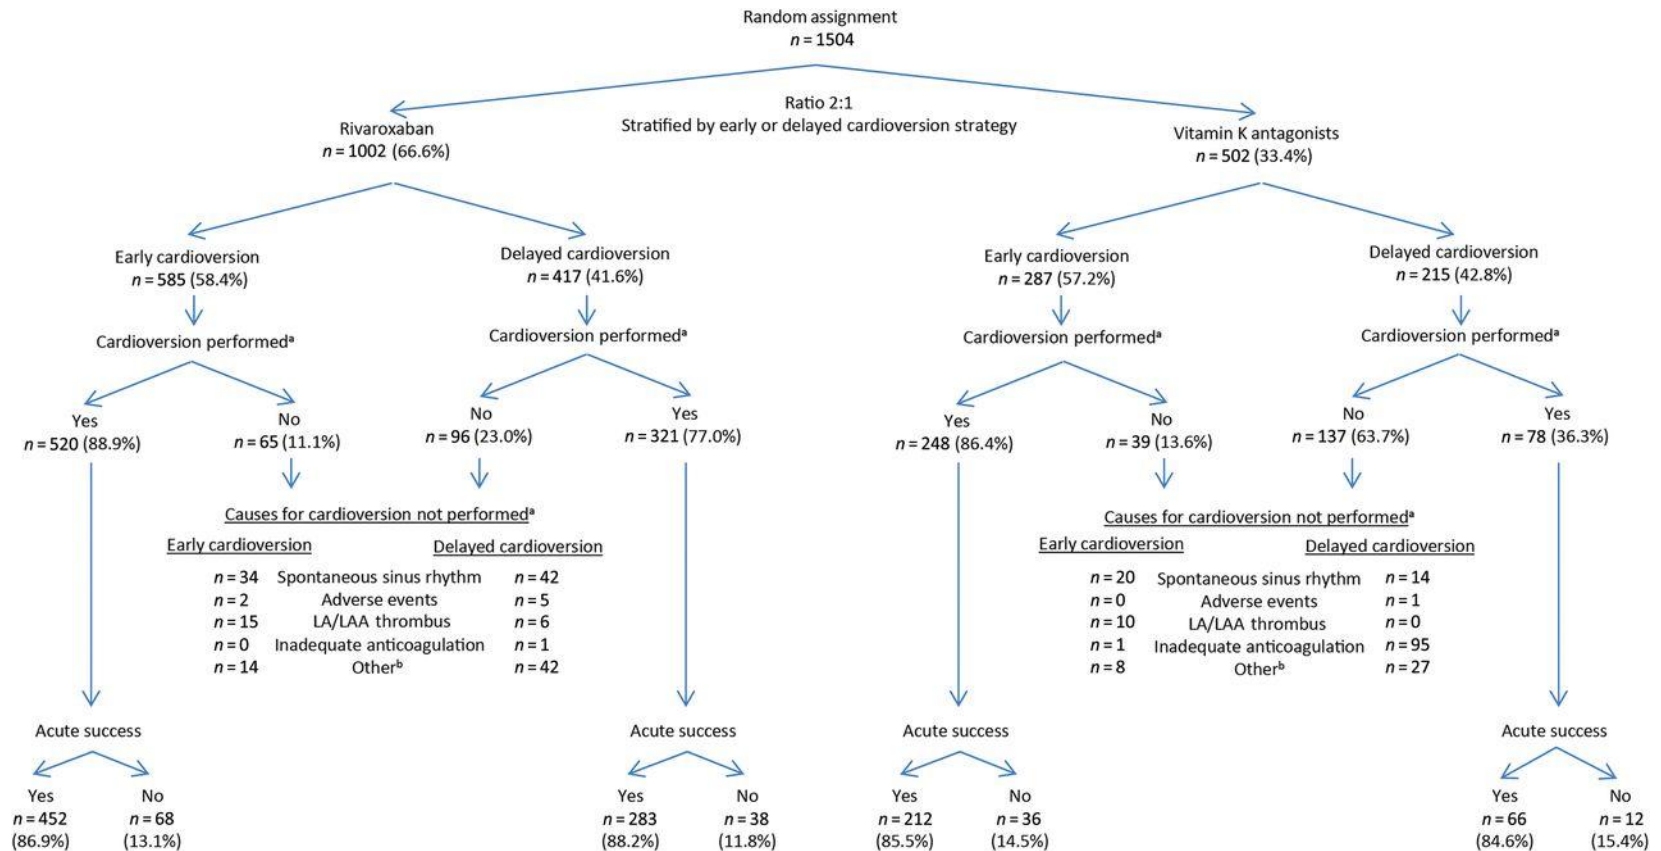 Random assignment
n = 1504
Ratio 2:1
Stratified by early or delayed cardioversion strategy
Rivaroxaban
n = 1002 (66.6%)
Vitamin K antagonists
n = 502 (33.4%)
Early cardioversion
n = 585 (58.4%)
Delayed cardioversion
n = 417 (41.6%)
Early cardioversion
n = 287 (57.2%)
Delayed cardioversion
n = 215 (42.8%)
Cardioversion performedᵃ
Cardioversion performedᵃ
Cardioversion performedᵃ
Cardioversion performedᵃ
Yes
n = 520 (88.9%)
No
n = 65 (11.1%)
No
n = 96 (23.0%)
Yes
n = 321 (77.0%)
Yes
n = 248 (86.4%)
No
n = 39 (13.6%)
No
n = 137 (63.7%)
Yes
n = 78 (36.3%)
Causes for cardioversion not performedᵃ
Early cardioversion Delayed cardioversion
n = 34 Spontaneous sinus rhythm n = 42
n = 2 Adverse events n = 5
n = 15 LA/LAA thrombus n = 6
n = 0 Inadequate anticoagulation n = 1
n = 14 Otherᵇ n = 42
Causes for cardioversion not performedᵃ
Early cardioversion Delayed cardioversion
n = 20 Spontaneous sinus rhythm n = 14
n = 0 Adverse events n = 1
n = 10 LA/LAA thrombus n = 0
n = 1 Inadequate anticoagulation n = 95
n = 8 Otherᵇ n = 27
Acute success
Yes
n = 452
(86.9%)
No
n = 68
(13.1%)
Acute success
Yes
n = 283
(88.2%)
No
n = 38
(11.8%)
Acute success
Yes
n = 212
(85.5%)
No
n = 36
(14.5%)
Acute success
Yes
n = 66
(84.6%)
No
n = 12
(15.4%)